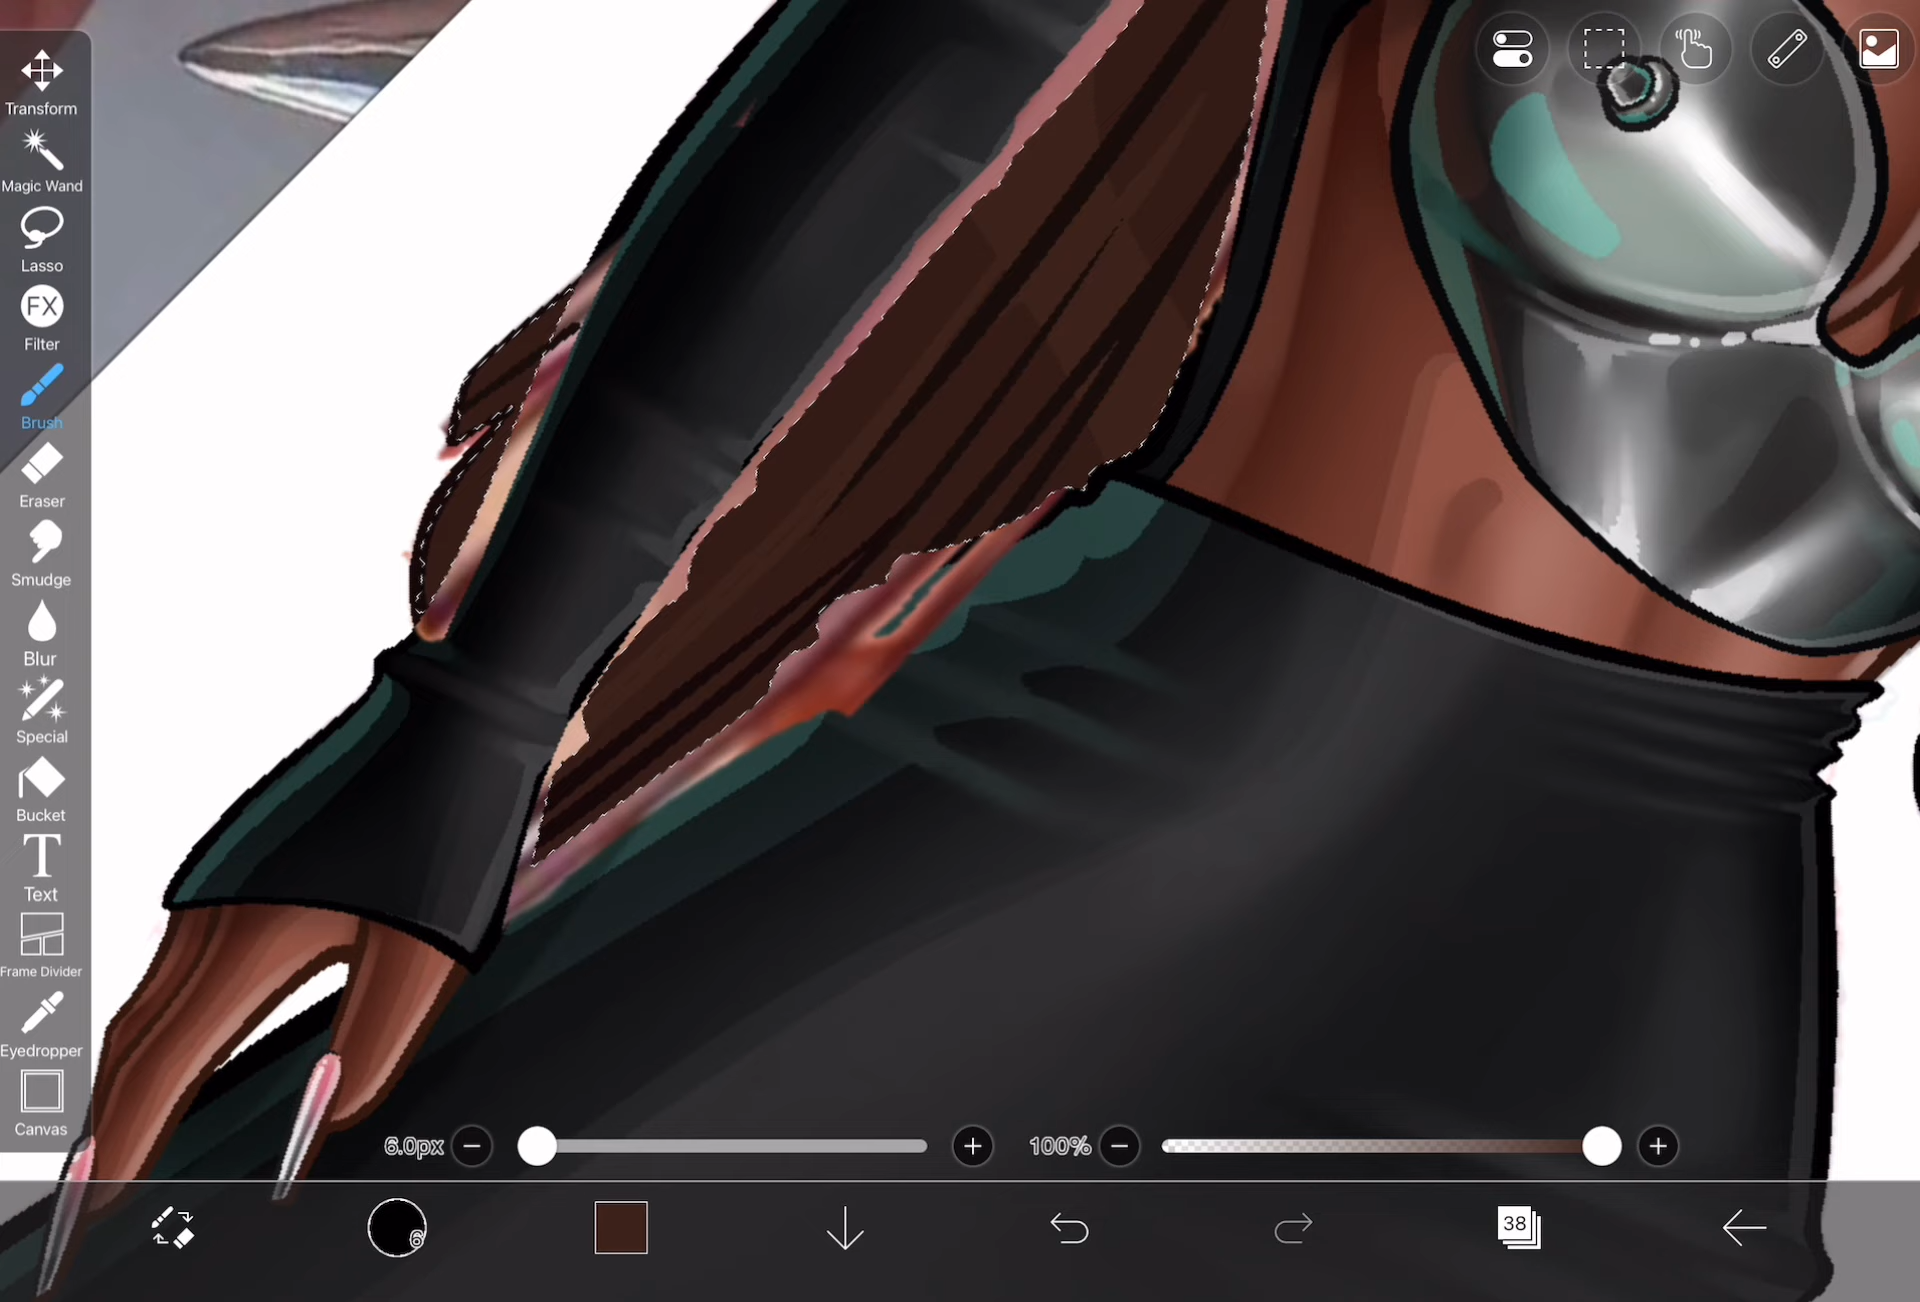 Transform
Magic Wand
Lasso
FX
Filter
Brush
Eraser
Smudge
Blur
Special
Bucket
T
Text
Frame Divider
Eyedropper
Canvas
6.0px
100%
6
38